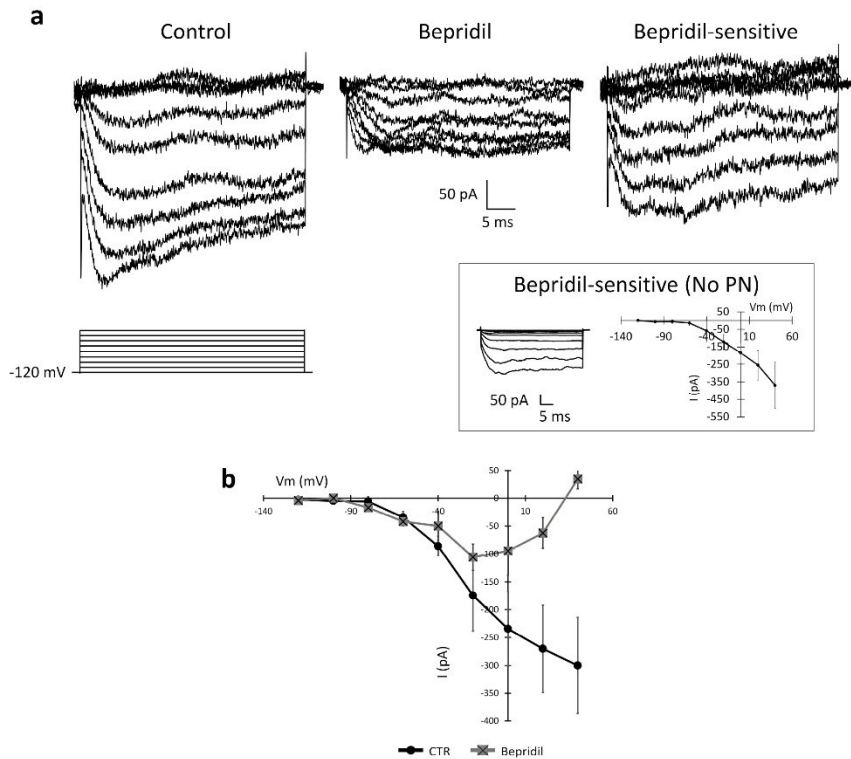 a
Control
Bepridil
Bepridil-sensitive
50 pA
5 ms
-120 mV
Bepridil-sensitive (No PN)
50 pA
5 ms
Vm (mV)
50
-140
-90
-40
-50
60
-150
-250
-350
-450
-550
I (pA)
b
Vm (mV)
50
0
-140
-90
-40
10
60
-50
-100
-150
-200
-250
-300
-350
-400
I (pA)
CTR
Bepridil